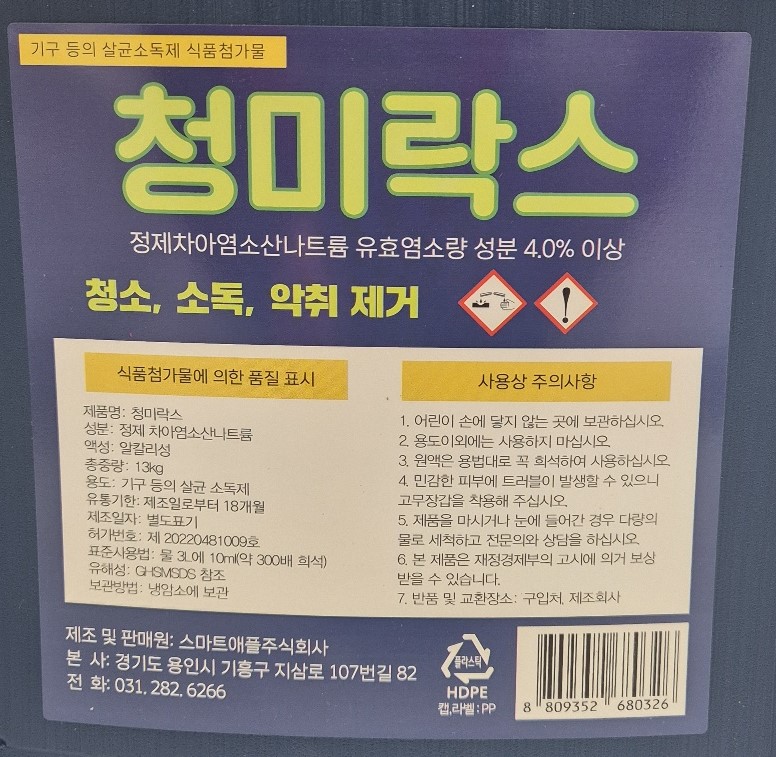 기구 등의 살균소독제 식품첨가물
청미락스
정제차아염소산나트륨 유효염소량 성분 4.0% 이상
청소, 소독, 악취 제거
식품첨가물에 의한 품질 표시
제품명: 청미락스
성분: 정제 차아염소산나트륨
액성: 알칼리성
총중량: 13kg
용도: 기구 등의 살균 소독제
유통기한: 제조일로부터 18개월
제조일자: 별도표기
허가번호: 제 20220481009호
표준사용법: 물 3L에 10ml(약 300배 희석)
유해성: GHSMSDS 참조
보관방법: 냉암소에 보관
사용상 주의사항
1. 어린이 손에 닿지 않는 곳에 보관하십시오.
2. 용도이외에는 사용하지 마십시오.
3. 원액은 용법대로 꼭 희석하여 사용하십시오.
4. 민감한 피부에 트러블이 발생할 수 있으니
고무장갑을 착용해 주십시오.
5. 제품을 마시거나 눈에 들어간 경우 다량의
물로 세척하고 전문의와 상담을 하십시오.
6. 본 제품은 재정경제부의 고시에 의거 보상
받을 수 있습니다.
7. 반품 및 교환장소: 구입처, 제조회사
제조 및 판매원: 스마트애플주식회사
본 사: 경기도 용인시 기흥구 지삼로 107번길 82
전 화: 031. 282. 6266
플라스틱
HDPE
캡,라벨:PP
8 809352 680326